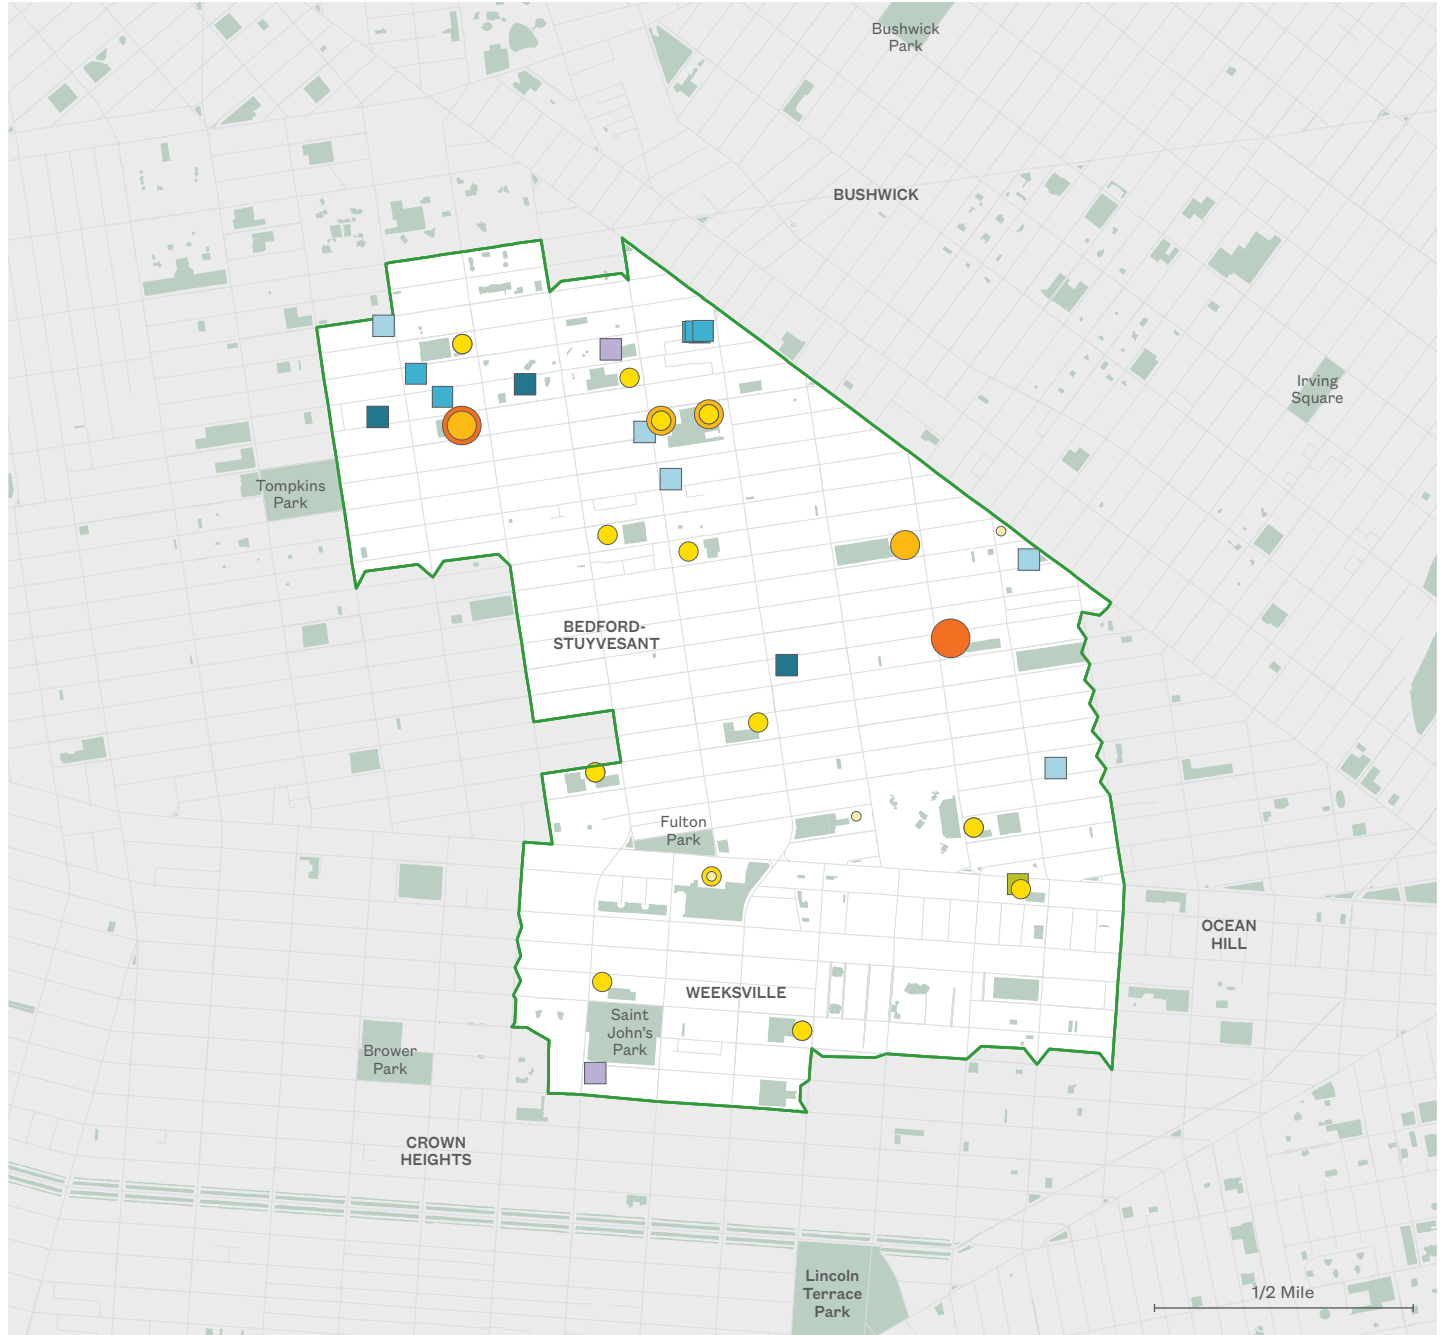 Bushwick
Park
BUSHWICK
Irving
Square
Tompkins
Park
BEDFORD-
STUYVESANT
Fulton
Park
OCEAN
HILL
WEEKSVILLE
Saint
John’s
Park
Brower
Park
CROWN
HEIGHTS
Lincoln
Terrace
Park
1/2 Mile